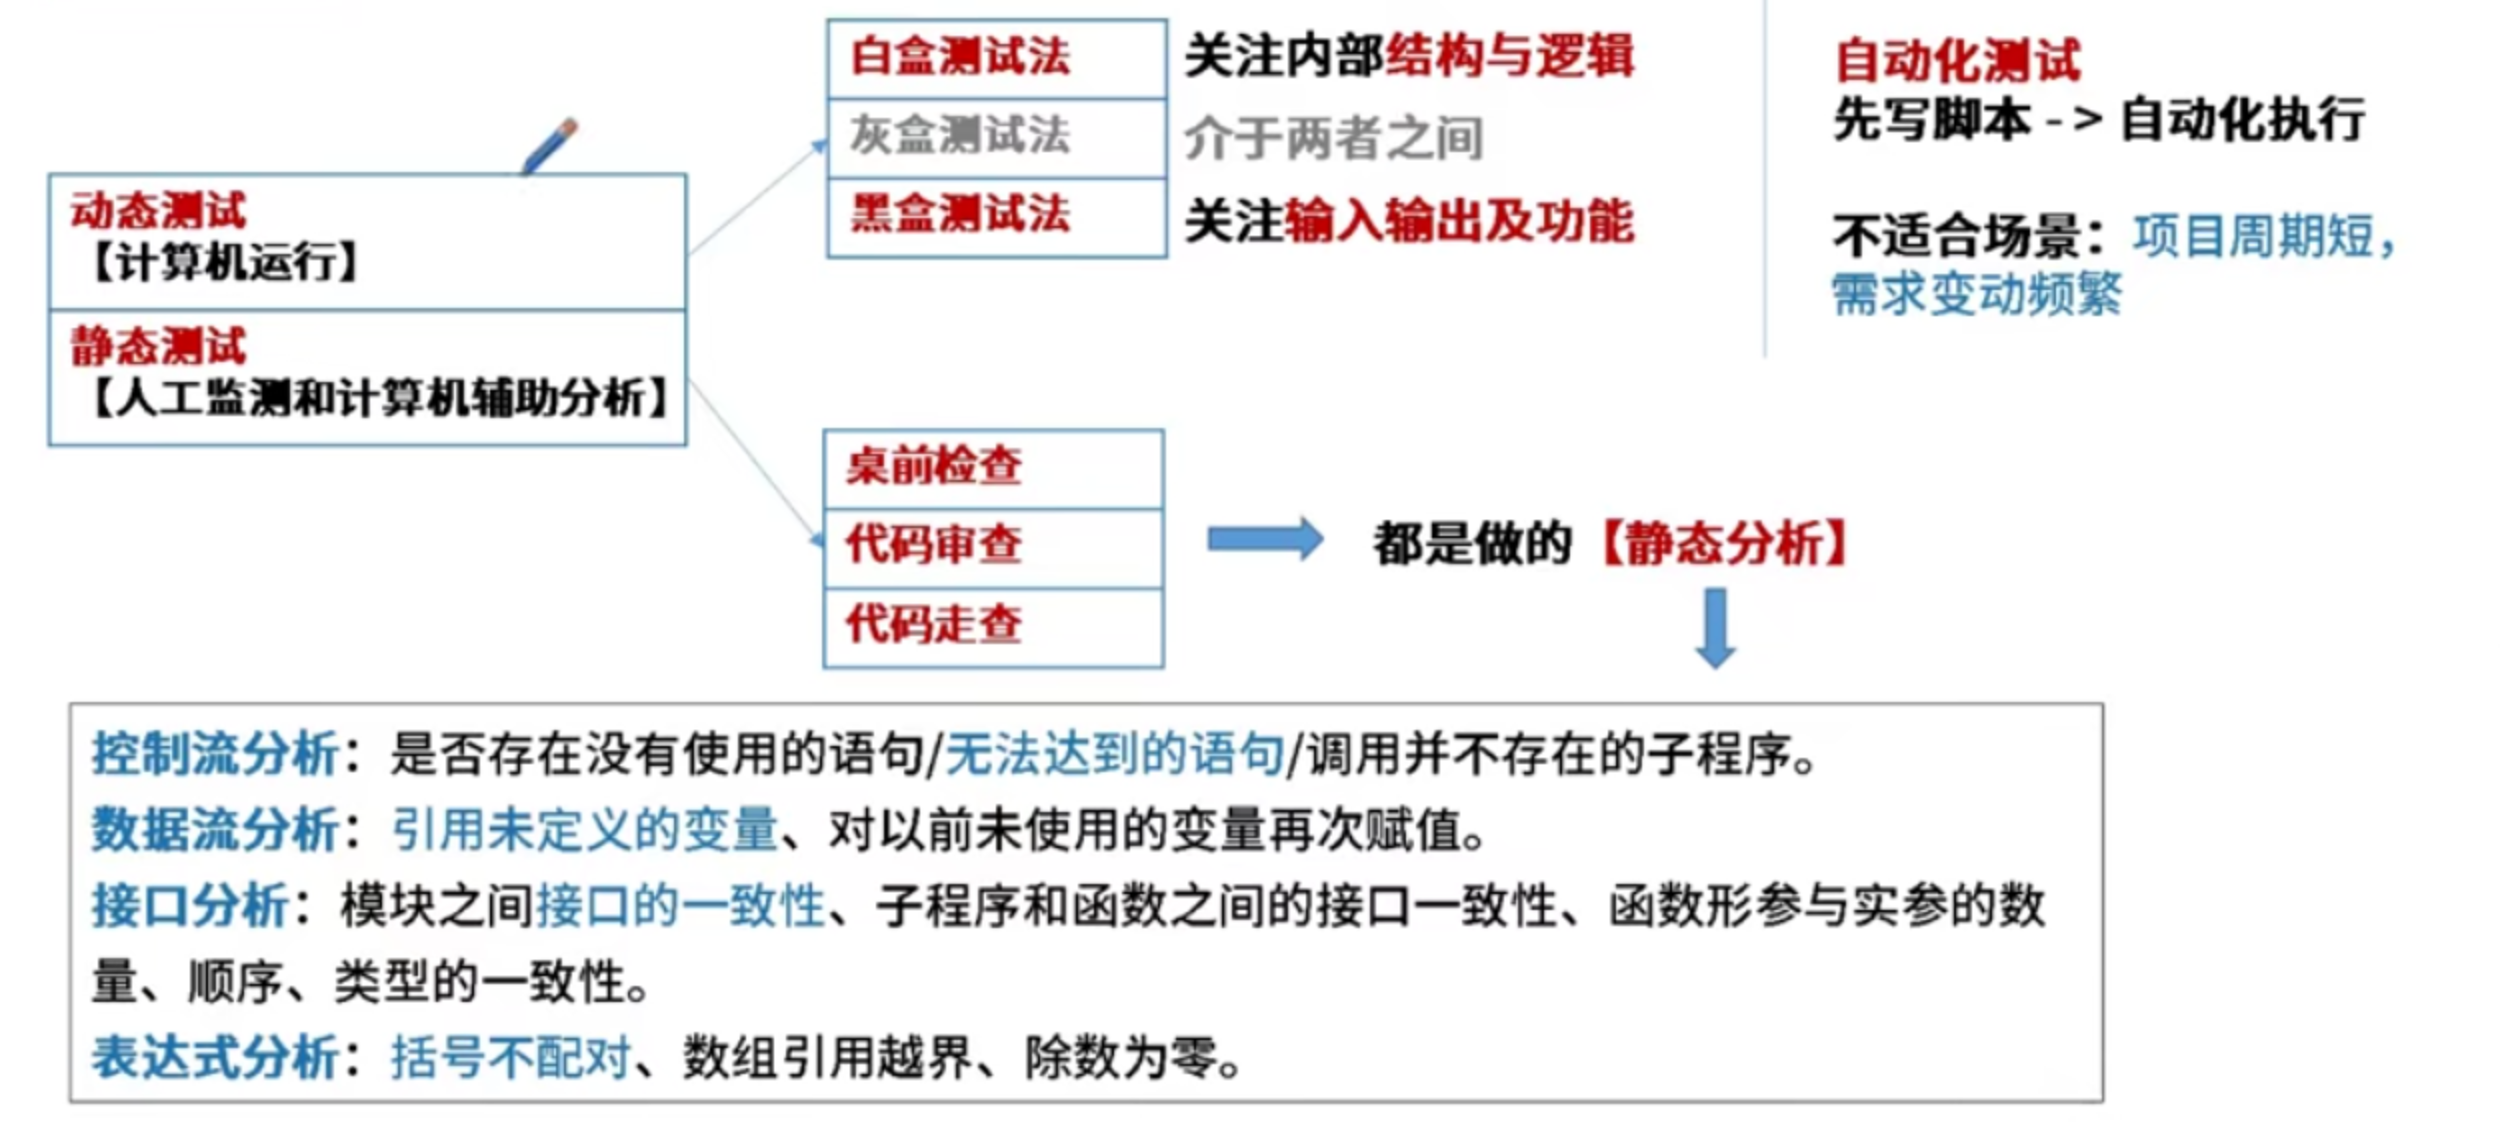 白盒测试法 关注内部结构与逻辑
灰盒测试法 介于两者之间
黑盒测试法 关注输入输出及功能
自动化测试
先写脚本 -> 自动化执行
不适合场景：项目周期短，
需求变动频繁
动态测试
【计算机运行】
静态测试
【人工监测和计算机辅助分析】
桌前检查
代码审查
代码走查
都是做的【静态分析】
控制流分析：是否存在没有使用的语句/无法达到的语句/调用并不存在的子程序。
数据流分析：引用未定义的变量、对以前未使用的变量再次赋值。
接口分析：模块之间接口的一致性、子程序和函数之间的接口一致性、函数形参与实参的数
量、顺序、类型的一致性。
表达式分析：括号不配对、数组引用越界、除数为零。